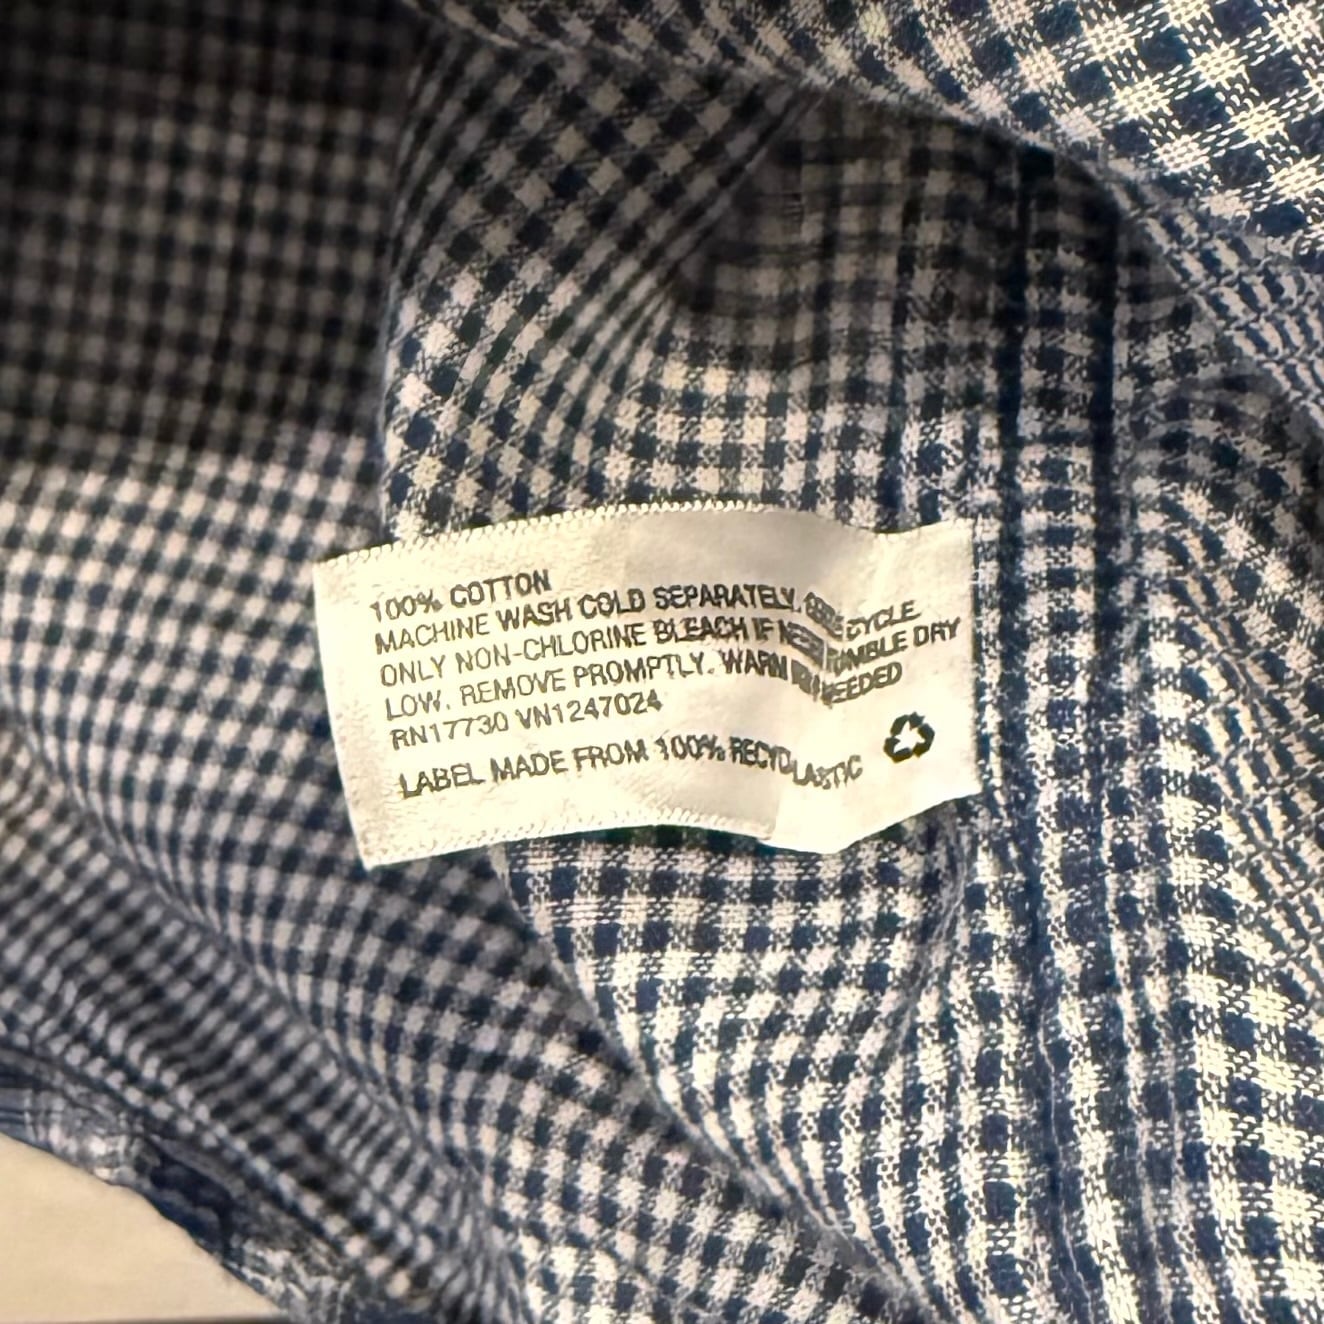 100% COTTON
MACHINE WASH COLD SEPARATELY. CYCLE
ONLY NON-CHLORINE BLEACH IF TUMBLE DRY
LOW. REMOVE PROMPTLY. WARM NEEDED
RN17730 VN1247024
LABEL MADE FROM 100%